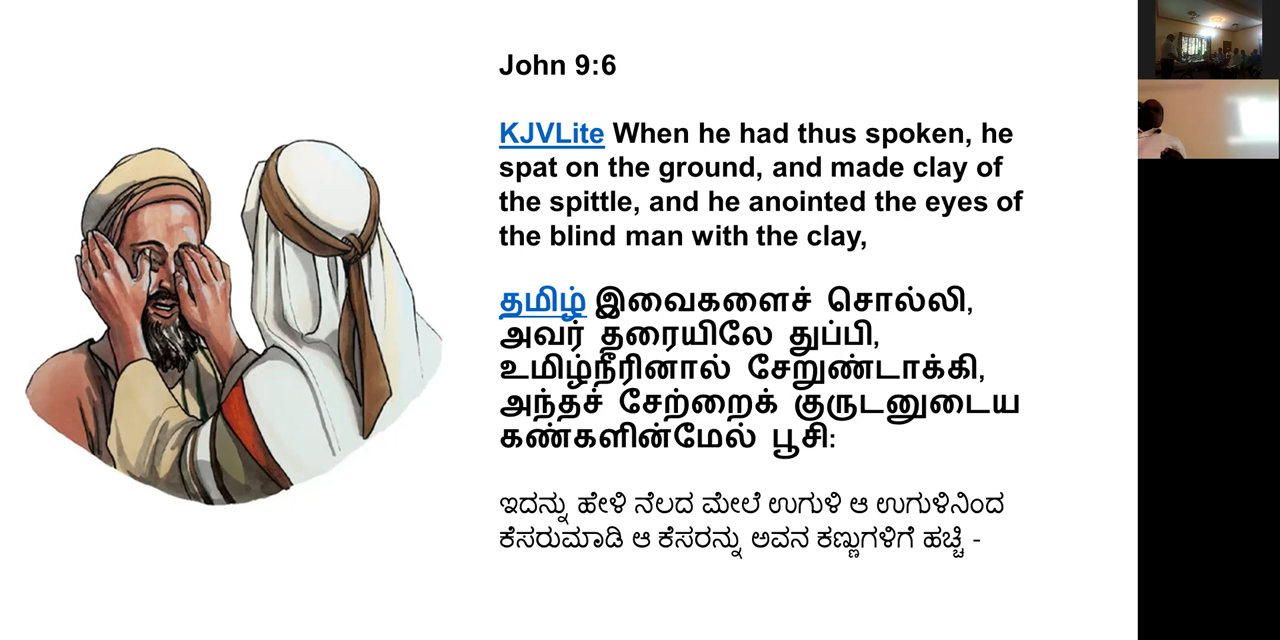 John 9:6
KJVLite When he had thus spoken, he
spat on the ground, and made clay of
the spittle, and he anointed the eyes of
the blind man with the clay,
தமிழ் இவைகளைச் சொல்லி,
அவர் தரையிலே துப்பி,
உமிழ்நீரினால் சேறுண்டாக்கி,
அந்தச் சேற்றைக் குருடனுடைய
கண்களின்மேல் பூசி:
ಇದನ್ನು ಹೇಳಿ ನೆಲದ ಮೇಲೆ ಉಗುಳಿ ಆ ಉಗುಳಿನಿಂದ
ಕೆಸರುಮಾಡಿ ಆ ಕೆಸರನ್ನು ಅವನ ಕಣ್ಣುಗಳಿಗೆ ಹಚ್ಚಿ -